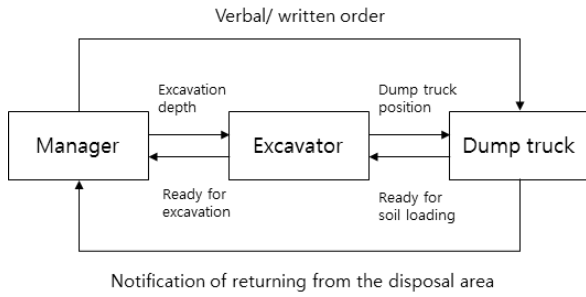 Verbal/ written order
Excavation
depth
Dump truck
position
Manager
Excavator
Dump truck
Ready for
excavation
Ready for
soil loading
Notification of returning from the disposal area